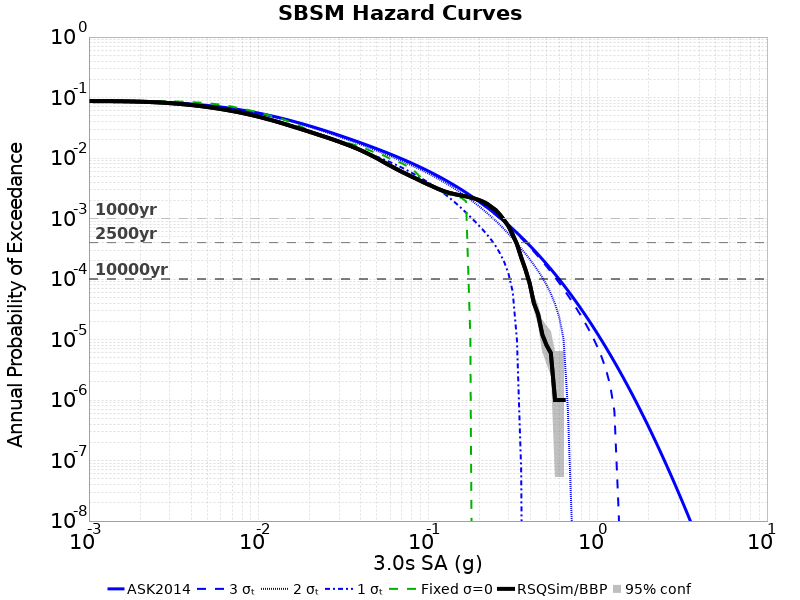 SBSM Hazard Curves
Annual Probability of Exceedance
10^0
10^-1
10^-2
10^-3
10^-4
10^-5
10^-6
10^-7
10^-8
1000yr
2500yr
10000yr
10^-3 10^-2 10^-1 10^0 10^1
3.0s SA (g)
ASK2014 3 σₜ 2 σₜ 1 σₜ Fixed σ=0 RSQSim/BBP 95% conf